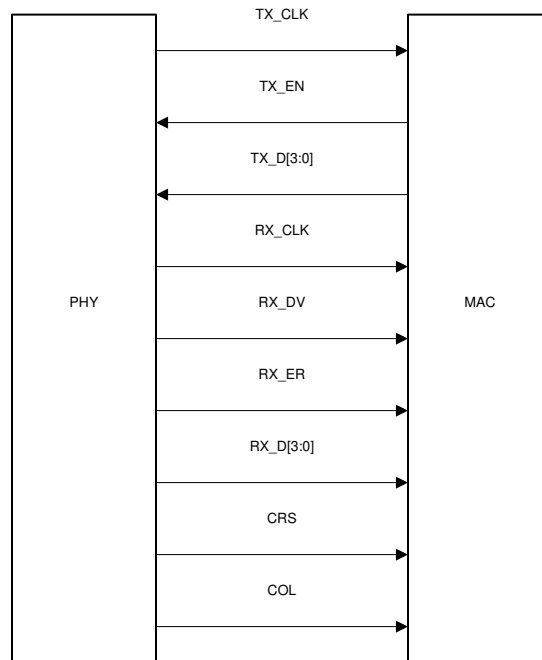 TX_CLK
TX_EN
TX_D[3:0]
RX_CLK
PHY
RX_DV
MAC
RX_ER
RX_D[3:0]
CRS
COL